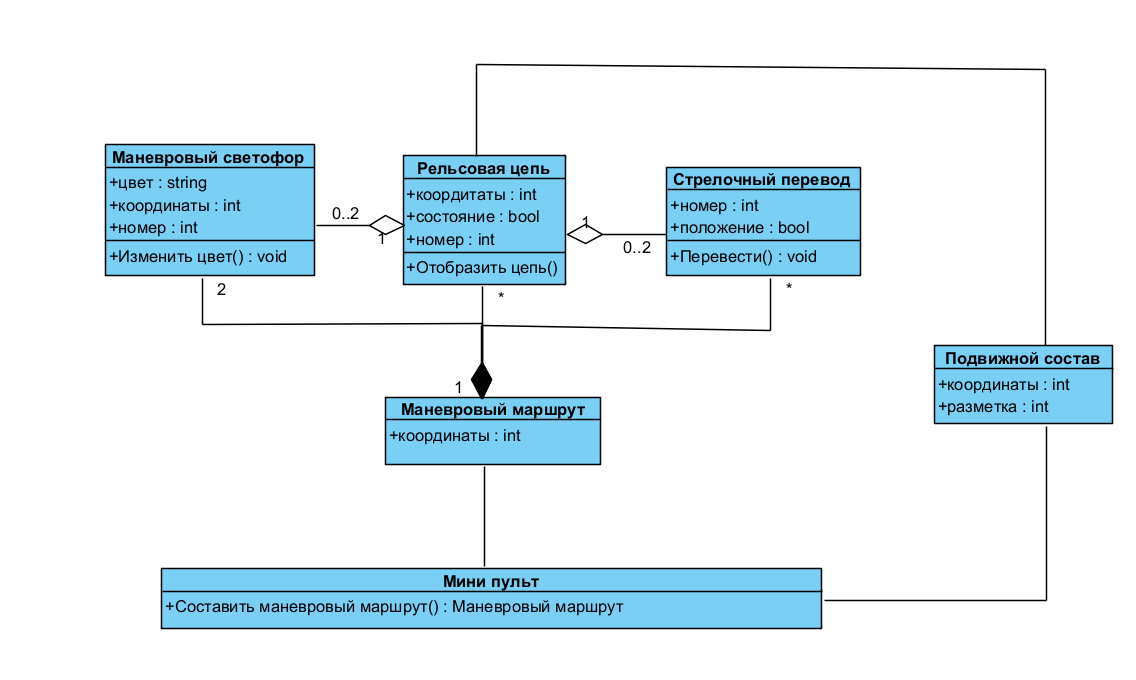 Маневровый светофор
+цвет : string
+координаты : int
+номер : int
+Изменить цвет() : void
0..2
1
Рельсовая цепь
+коордитаты : int
+состояние : bool
+номер : int
+Отобразить цепь()
1
0..2
Стрелочный перевод
+номер : int
+положение : bool
+Перевести() : void
2
*
*
Подвижной состав
+координаты : int
+разметка : int
1
Маневровый маршрут
+координаты : int
Мини пульт
+Составить маневровый маршрут() : Маневровый маршрут